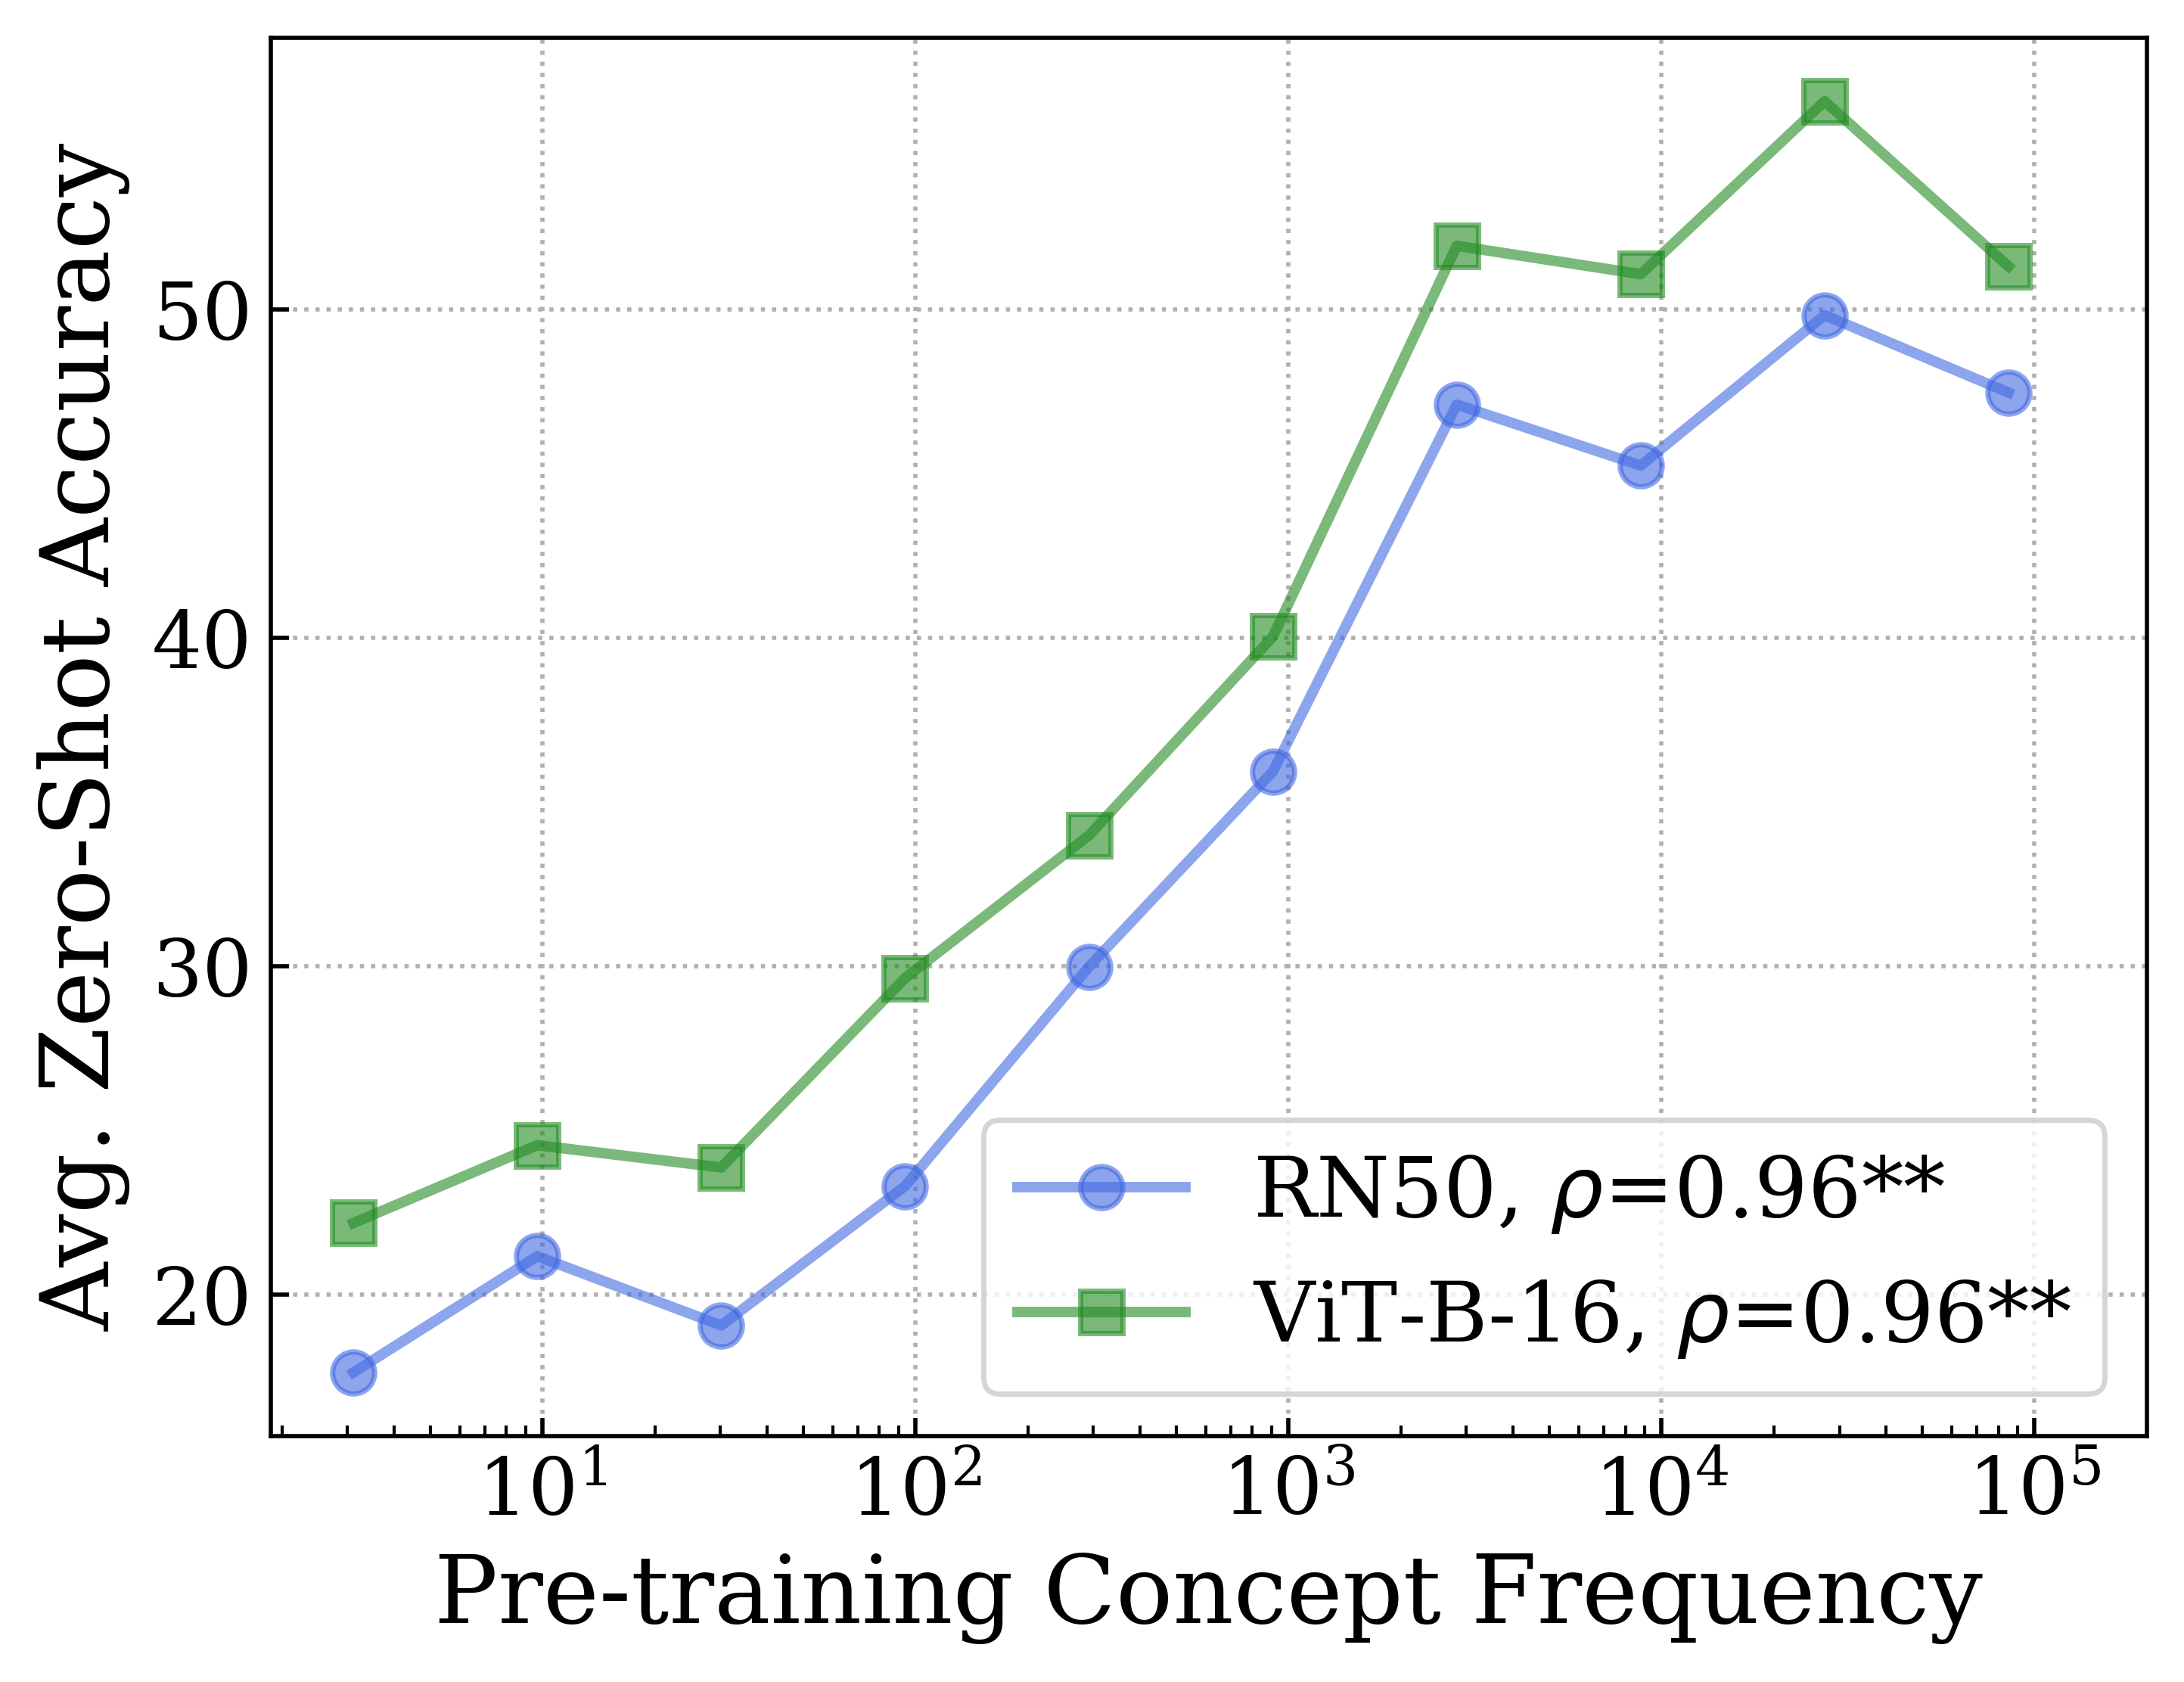 Avg. Zero-Shot Accuracy
50
40
30
20
RN50, ρ=0.96**
ViT-B-16, ρ=0.96**
10¹ 10² 10³ 10⁴ 10⁵
Pre-training Concept Frequency